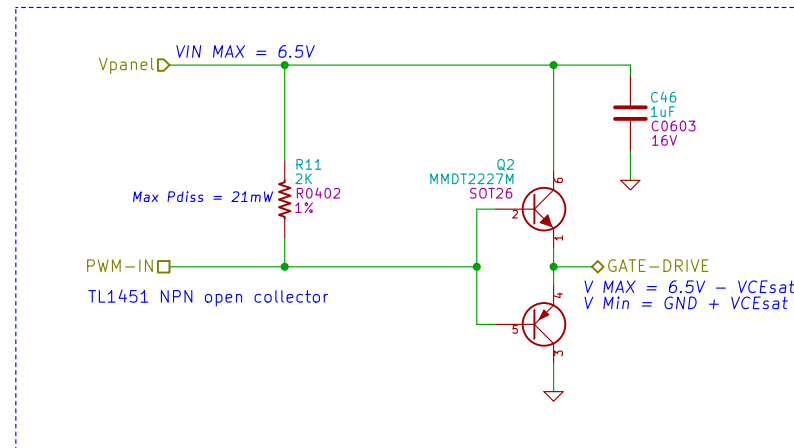 VIN MAX = 6.5V
Vpanel
C46
1uF
C0603
16V
R11
2K
R0402
1%
Max Pdiss = 21mW
Q2
MMDT2227M
SOT26
6
2
1
PWM-IN
GATE-DRIVE
TL1451 NPN open collector
V MAX = 6.5V - VCEsat
V Min = GND + VCEsat
4
5
3